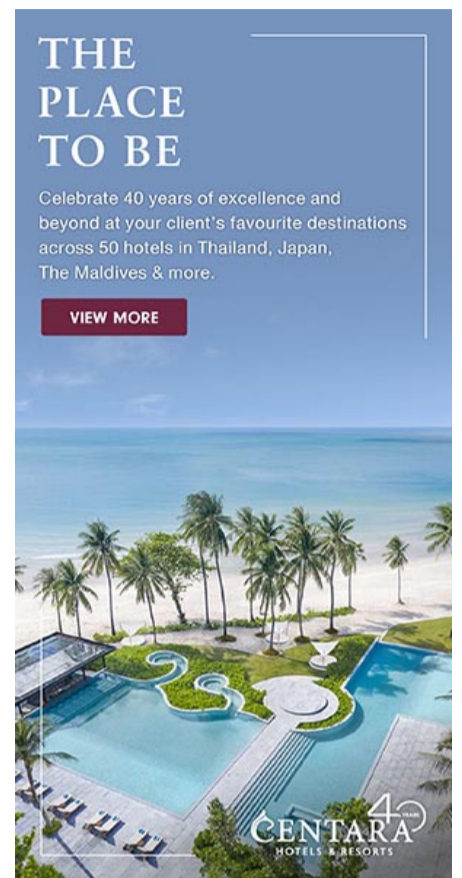 THE
PLACE
TO BE
Celebrate 40 years of excellence and
beyond at your client's favourite destinations
across 50 hotels in Thailand, Japan,
The Maldives & more.
VIEW MORE
40 YEARS
CENTARA
HOTELS & RESORTS